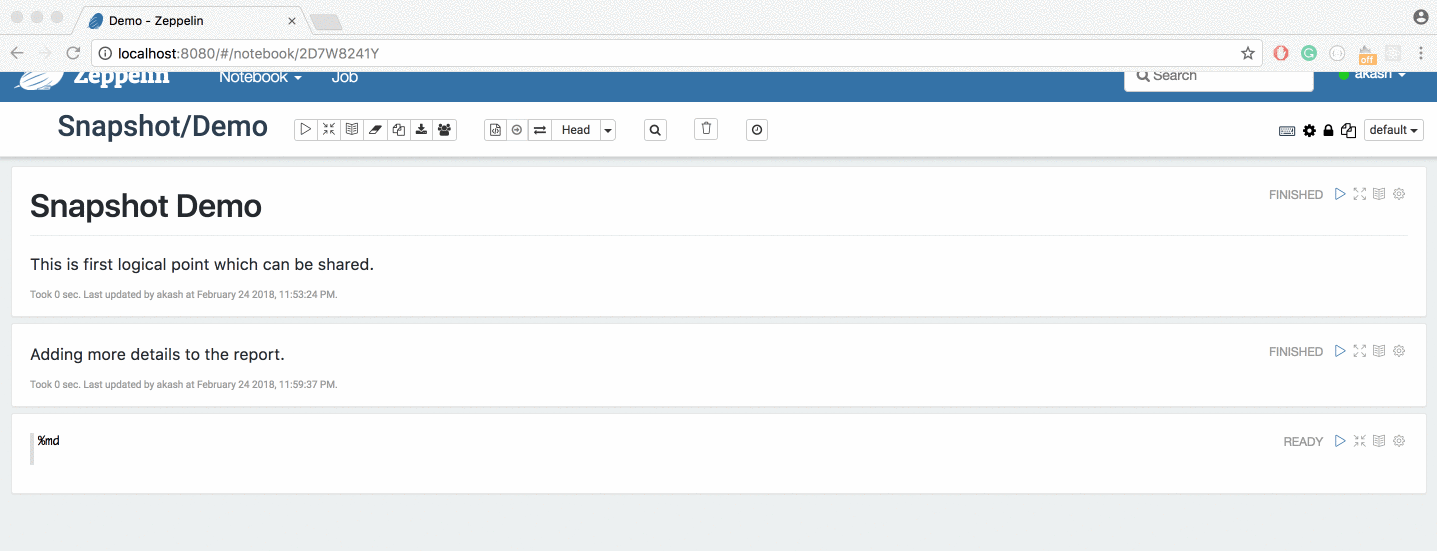 Demo - Zeppelin
localhost:8080/#/notebook/2D7W8241Y
off
Zeppelin Notebook Job Search akash
Snapshot/Demo Head default
Snapshot Demo FINISHED
This is first logical point which can be shared.
Took 0 sec. Last updated by akash at February 24 2018, 11:53:24 PM.
Adding more details to the report. FINISHED
Took 0 sec. Last updated by akash at February 24 2018, 11:59:37 PM.
%md READY